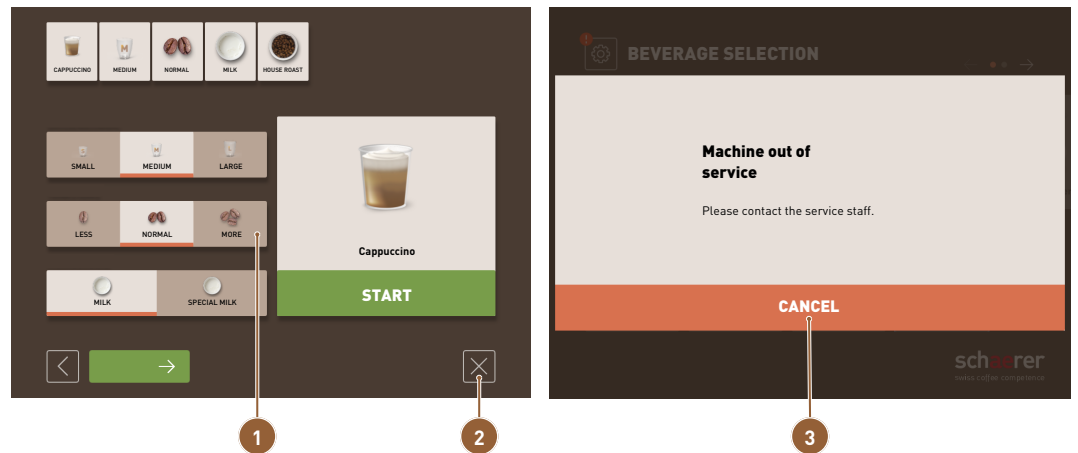 CAPPUCCINO MEDIUM NORMAL MILK HOUSE ROAST
M
SMALL MEDIUM LARGE
LESS NORMAL MORE
MILK SPECIAL MILK
Cappuccino
START
1 2
BEVERAGE SELECTION
Machine out of
service
Please contact the service staff.
CANCEL
schaerer
swiss coffee competence
3